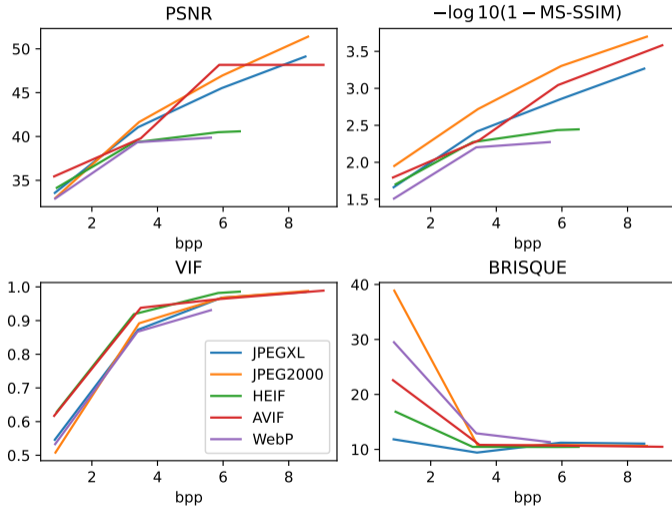 PSNR
50
45
40
35
2 4 6 8
bpp
−log10(1 − MS-SSIM)
3.5
3.0
2.5
2.0
1.5
2 4 6 8
bpp
VIF
1.0
0.9
0.8
0.7
0.6
0.5
JPEGXL
JPEG2000
HEIF
AVIF
WebP
2 4 6 8
bpp
BRISQUE
40
30
20
10
2 4 6 8
bpp